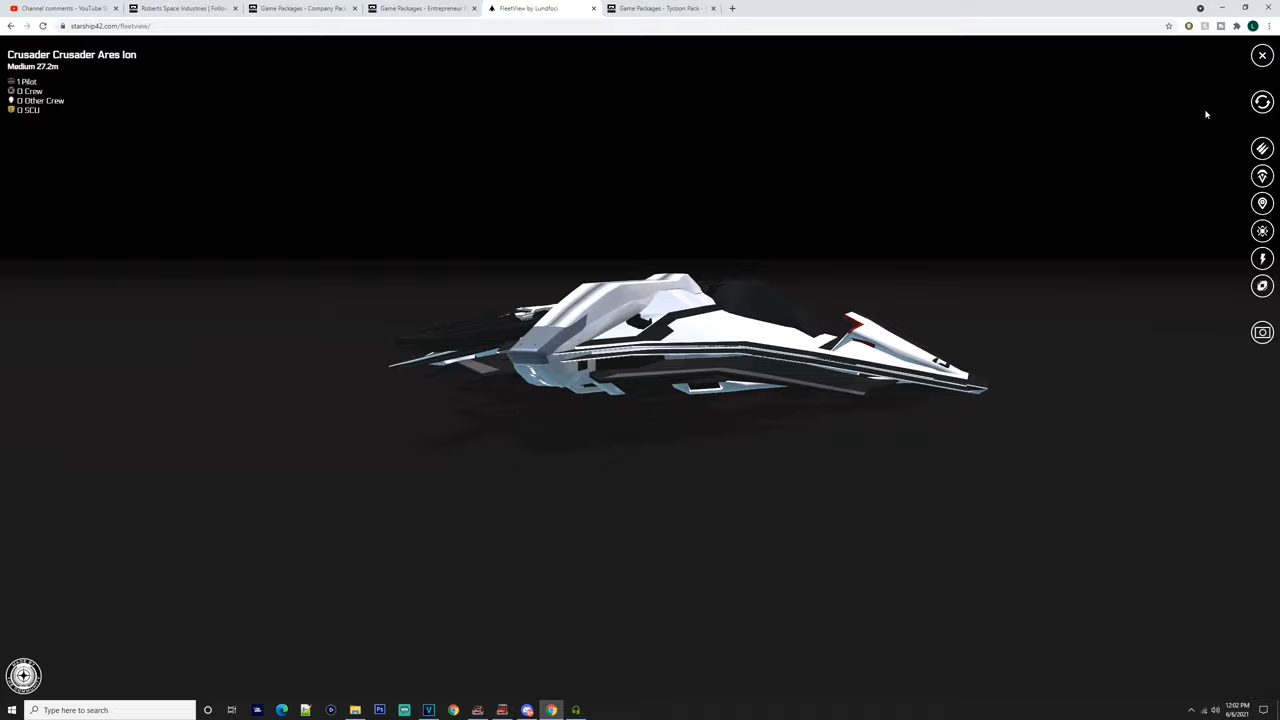 Channel comments - YouTube St
Roberts Space Industries | Follow
Game Packages - Company Pack
Game Packages - Entrepreneur P
FleetView by Lundfoci
Game Packages - Tycoon Pack -
starship42.com/fleetview/
Crusader Crusader Ares Ion
Medium 27.2m
1 Pilot
0 Crew
0 Other Crew
0 SCU
Type here to search
12:02 PM
6/6/2021